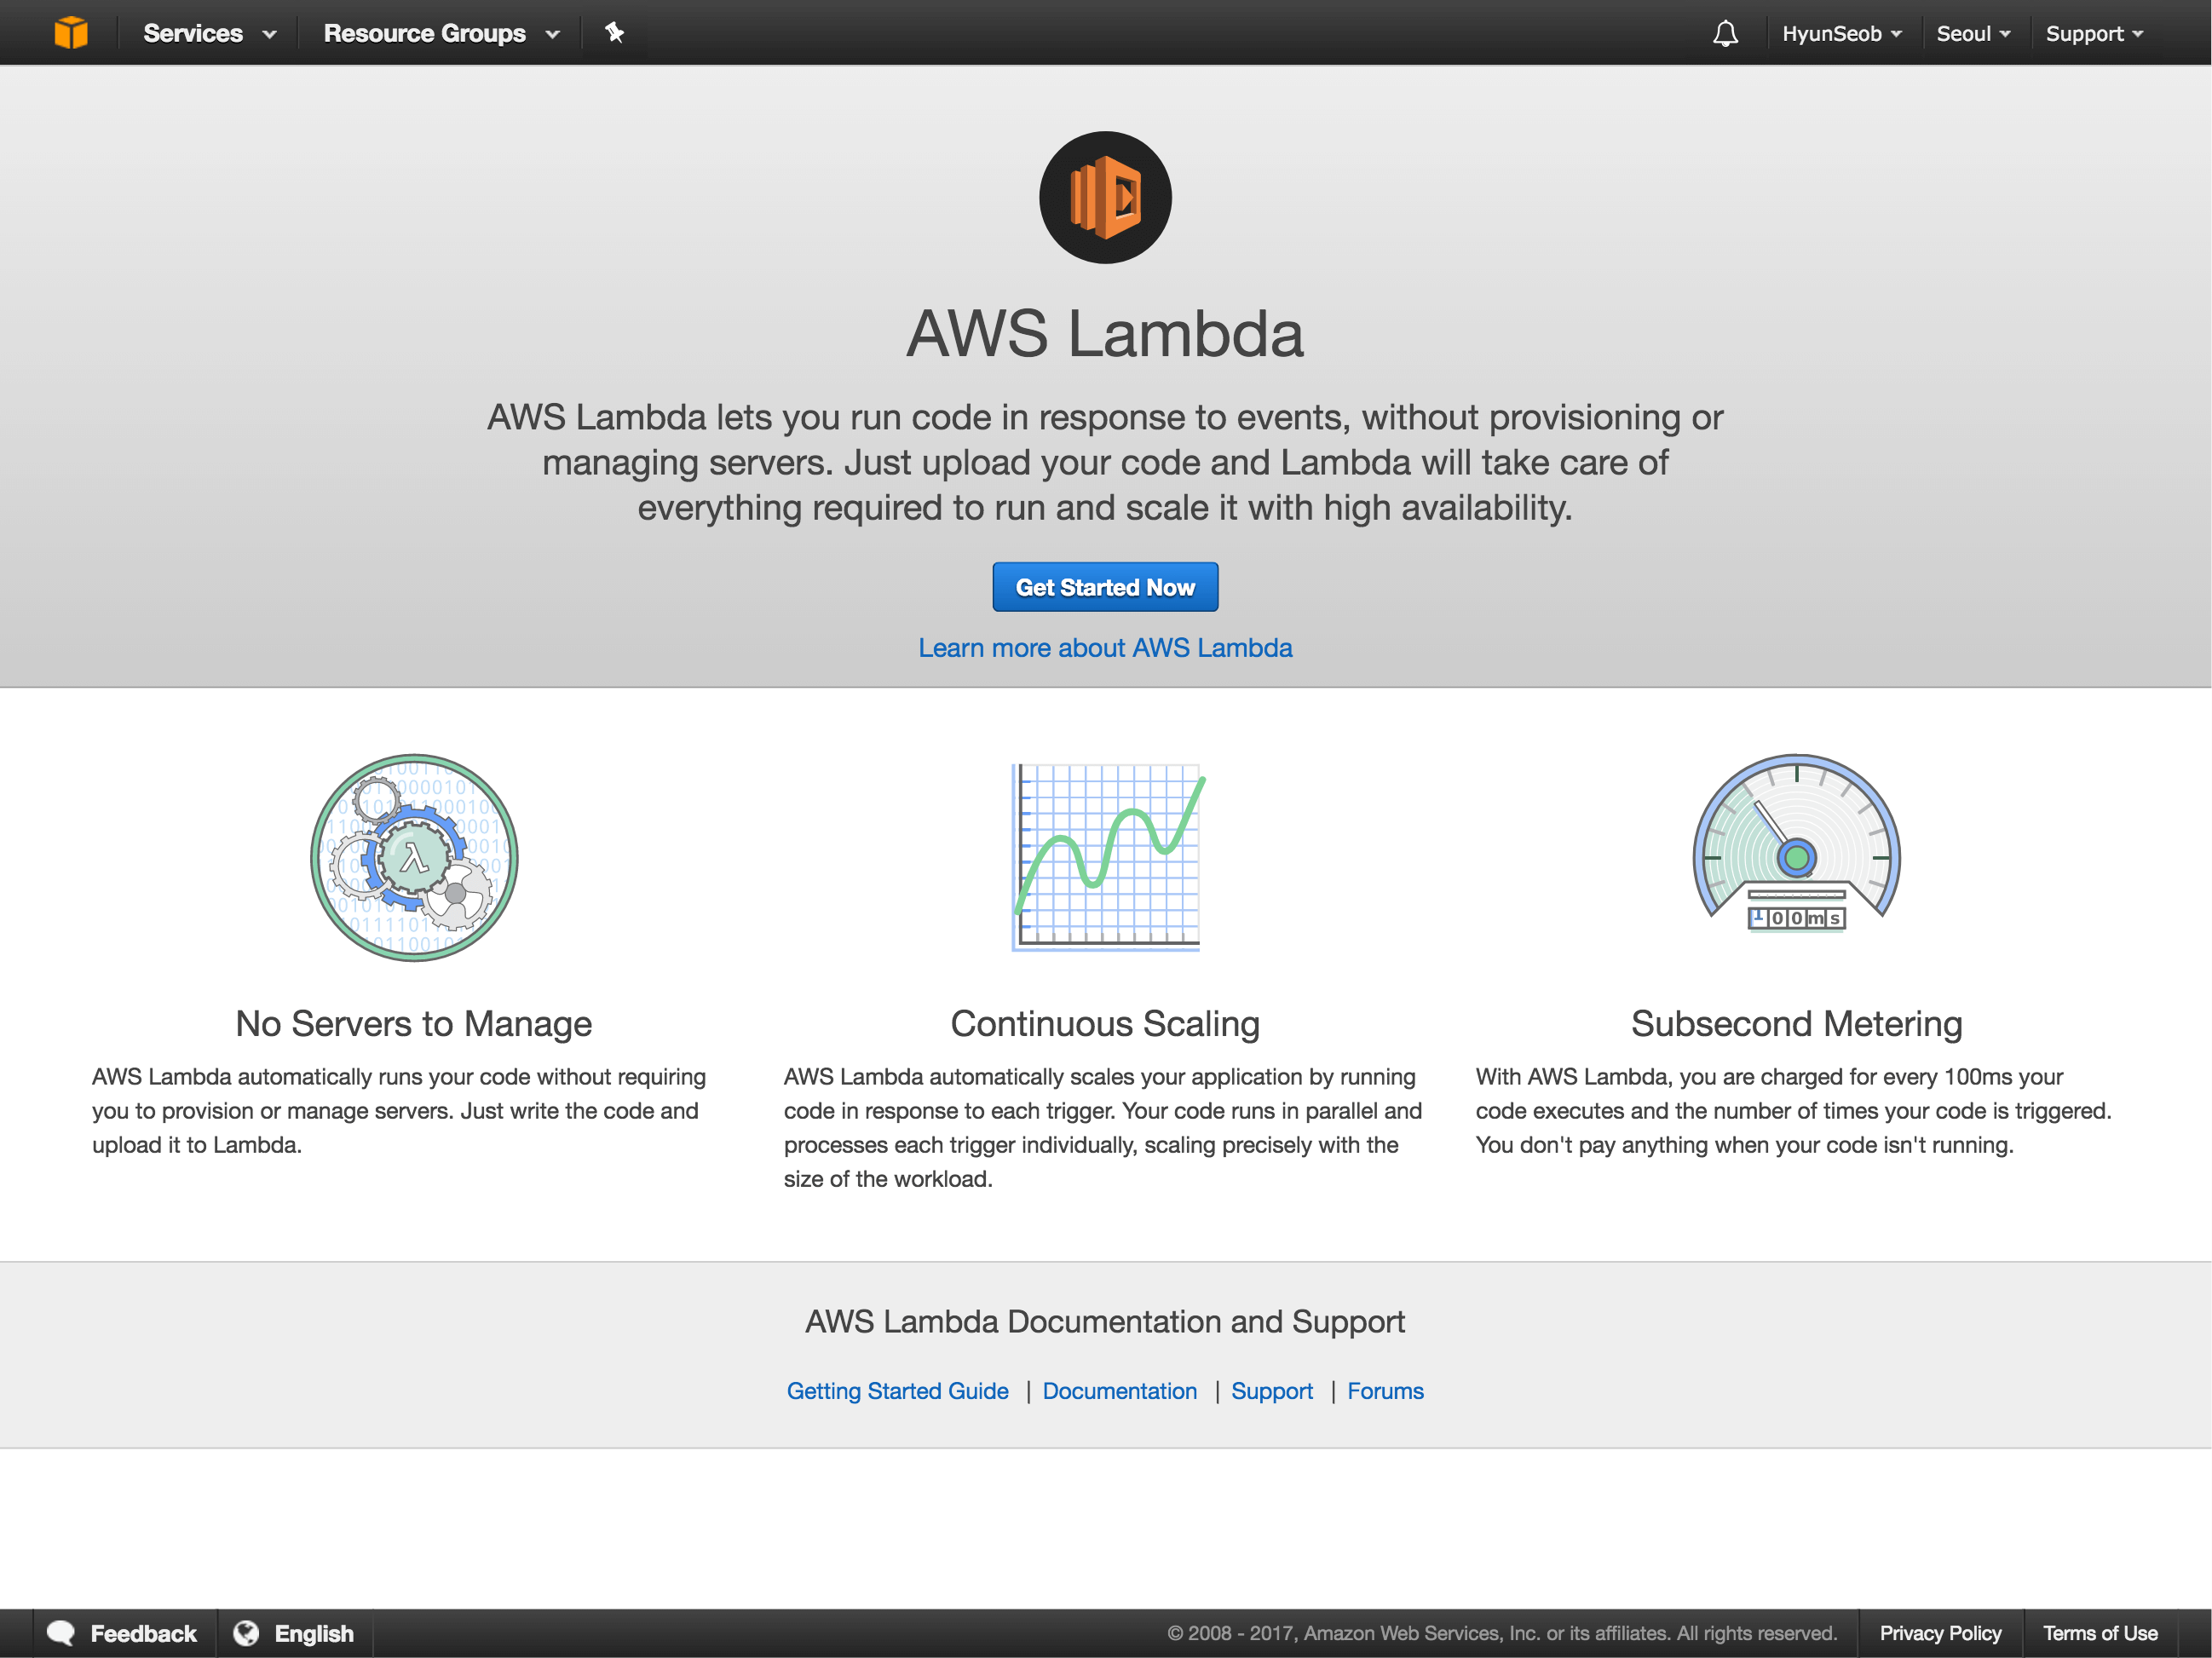 Services Resource Groups HyunSeob Seoul Support
AWS Lambda
AWS Lambda lets you run code in response to events, without provisioning or
managing servers. Just upload your code and Lambda will take care of
everything required to run and scale it with high availability.
Get Started Now
Learn more about AWS Lambda
λ
100ms
No Servers to Manage
AWS Lambda automatically runs your code without requiring
you to provision or manage servers. Just write the code and
upload it to Lambda.
Continuous Scaling
AWS Lambda automatically scales your application by running
code in response to each trigger. Your code runs in parallel and
processes each trigger individually, scaling precisely with the
size of the workload.
Subsecond Metering
With AWS Lambda, you are charged for every 100ms your
code executes and the number of times your code is triggered.
You don't pay anything when your code isn't running.
AWS Lambda Documentation and Support
Getting Started Guide | Documentation | Support | Forums
Feedback English © 2008 - 2017, Amazon Web Services, Inc. or its affiliates. All rights reserved. Privacy Policy Terms of Use